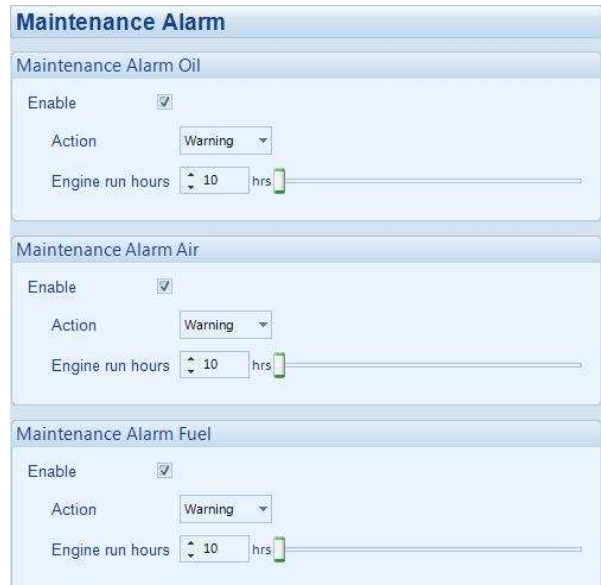 Maintenance Alarm
Maintenance Alarm Oil
Enable
Action Warning
Engine run hours 10 hrs
Maintenance Alarm Air
Enable
Action Warning
Engine run hours 10 hrs
Maintenance Alarm Fuel
Enable
Action Warning
Engine run hours 10 hrs